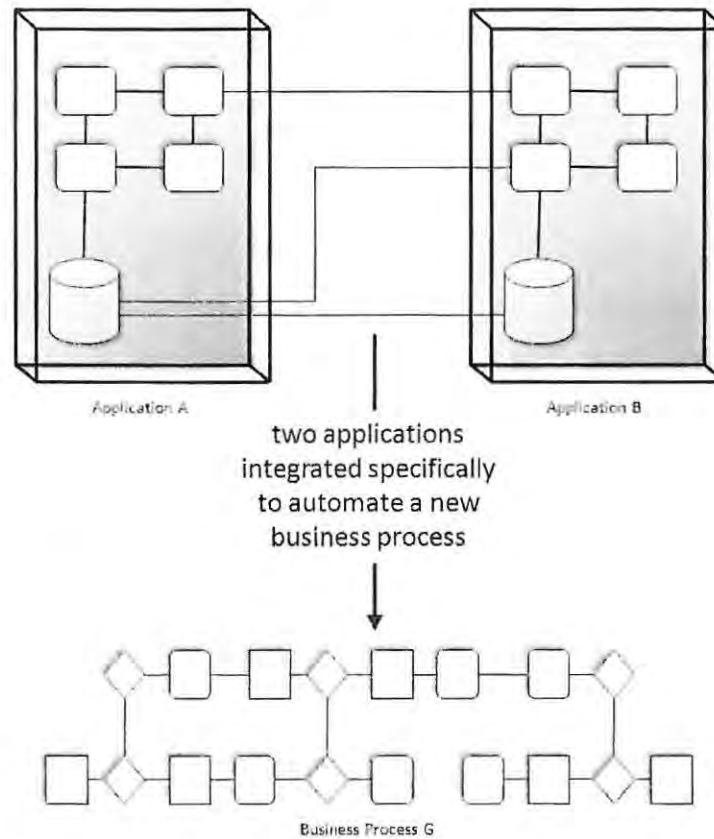 Application A
Application B
two applications
integrated specifically
to automate a new
business process
Business Process G